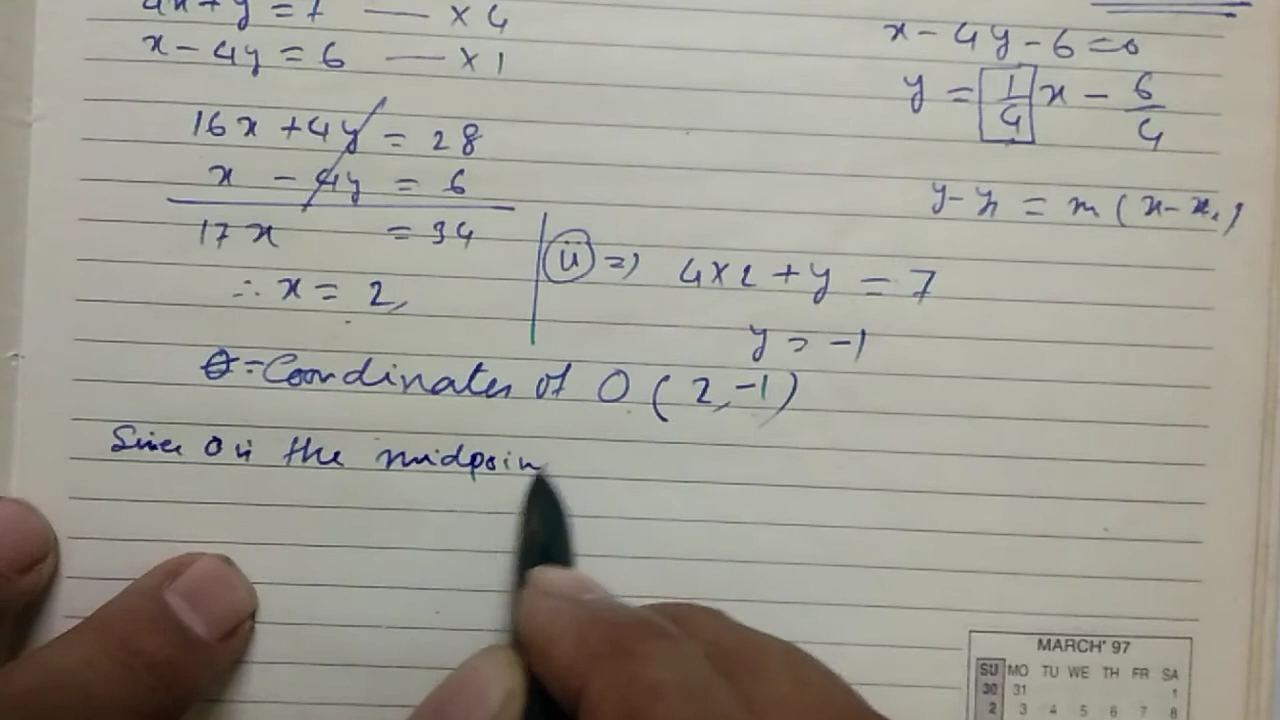 4x+y = 7 — × 4
x − 4y = 6 — × 1
16x + 4y = 28
x − 4y = 6
17x = 34
∴ x = 2,
x − 4y − 6 = 0
y = 1/4 x − 6/4
y − y₁ = m (x − x₁)
(ii) ⇒ 4×2 + y = 7
y = −1
Coordinates of O (2, −1)
Since O is the midpoin
MARCH' 97
SU MO TU WE TH FR SA
30 31 1
2 3 4 5 6 7 8